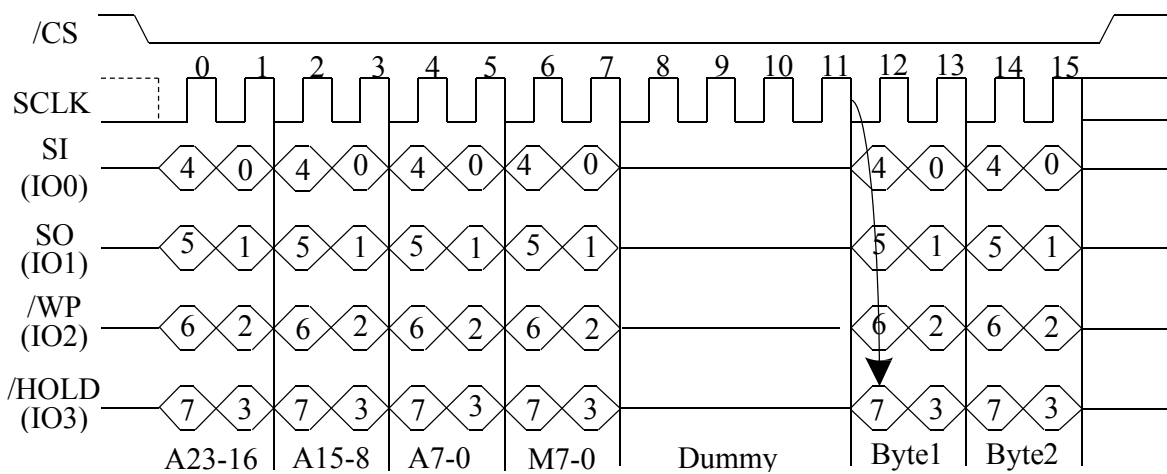 /CS
0 1 2 3 4 5 6 7 8 9 10 11 12 13 14 15
SCLK
SI
(IO0)
4 0 4 0 4 0 4 0 4 0 4 0
SO
(IO1)
5 1 5 1 5 1 5 1 5 1 5 1
/WP
(IO2)
6 2 6 2 6 2 6 2 6 2 6 2
/HOLD
(IO3)
7 3 7 3 7 3 7 3 7 3 7 3
A23-16 A15-8 A7-0 M7-0 Dummy Byte1 Byte2